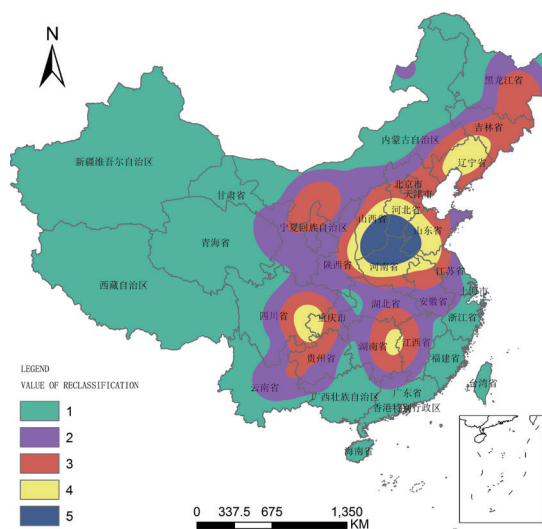 N
黑龙江省
吉林省
内蒙古自治区
辽宁省
新疆维吾尔自治区
北京市
天津市
甘肃省
河北省
山西省
宁夏回族自治区
山东省
青海省
陕西省
河南省
江苏省
西藏自治区
上海市
湖北省
安徽省
四川省
重庆市
浙江省
湖南省
江西省
贵州省
福建省
云南省
台湾省
广东省
广西壮族自治区
香港特别行政区
海南省
LEGEND
VALUE OF RECLASSIFICATION
1
2
3
4
5
0 337.5 675 1,350
KM